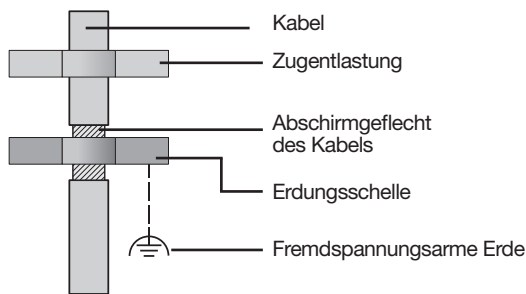 Kabel
Zugentlastung
Abschirmgeflecht
des Kabels
Erdungsschelle
Fremdspannungsarme Erde